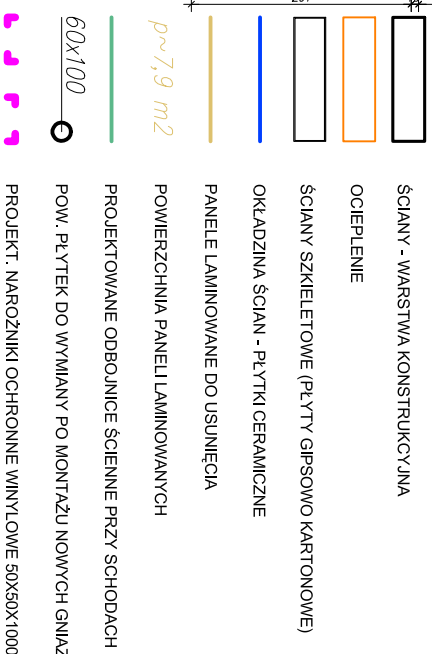 ŚCIANY - WARSTWA KONSTRUKCYJNA
OCIEPLENIE
ŚCIANY SZKIELETOWE (PŁYTY GIPSOWO KARTONOWE)
OKŁADZINA ŚCIAN - PŁYTKI CERAMICZNE
PANELE LAMINOWANE DO USUNIĘCIA
p~7,9 m2 POWIERZCHNIA PANELI LAMINOWANYCH
PROJEKTOWANE ODBOJNICE ŚCIENNE PRZY SCHODACH
60x100 POW. PŁYTEK DO WYMIANY PO MONTAŻU NOWYCH
PROJEKT. NAROŻNIKI OCHRONNE WINYLOWE 50X50X1000